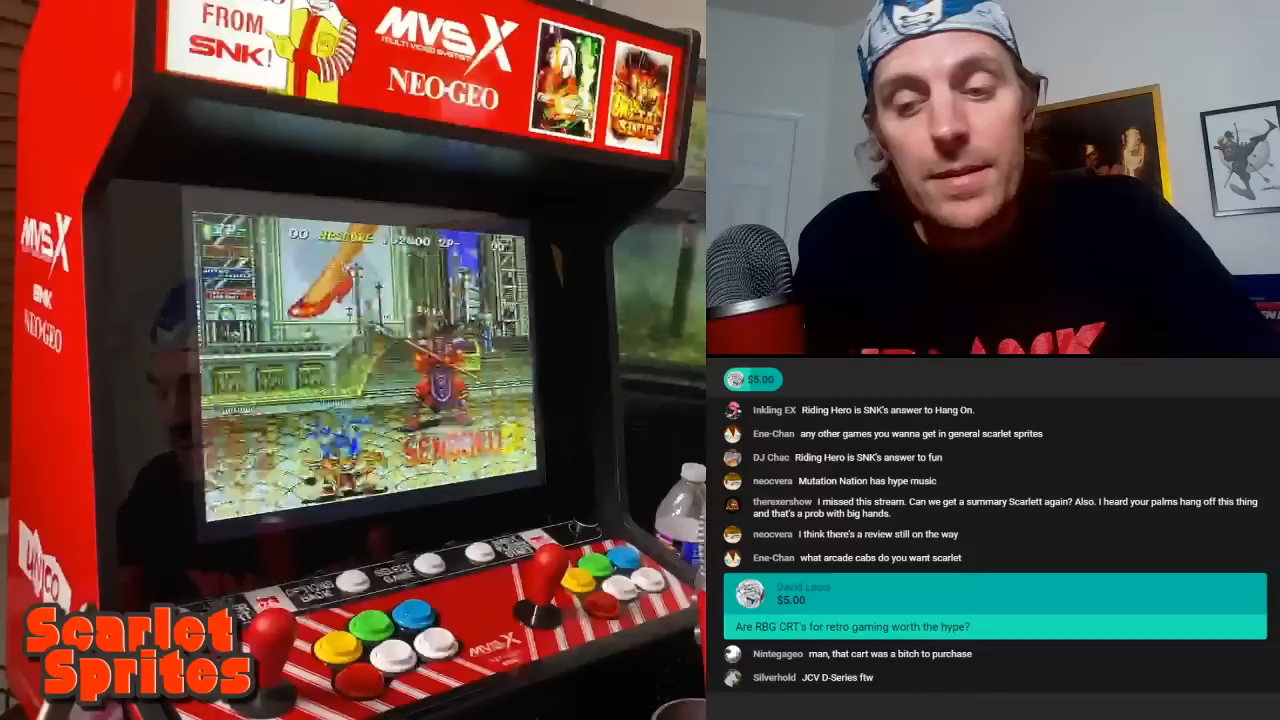 FROM
SNK!
MVSX
MULTI VIDEO SYSTEM
NEO·GEO
MVSX
SNK
NEO·GEO
UNICO
SENGOKU
OPTIONS
BACK
SELECT
GAME
MVSX
Scarlet
Sprites
$5.00
Inkling EX Riding Hero is SNK's answer to Hang On.
Ene-Chan any other games you wanna get in general scarlet sprites
DJ Chac Riding Hero is SNK's answer to fun
neocvera Mutation Nation has hype music
therexershow I missed this stream. Can we get a summary Scarlett again? Also. I heard your palms hang off this thing
and that's a prob with big hands.
neocvera I think there's a review still on the way
Ene-Chan what arcade cabs do you want scarlet
David Louis
$5.00
Are RBG CRT's for retro gaming worth the hype?
Nintegageo man, that cart was a bitch to purchase
Silverhold JCV D-Series ftw